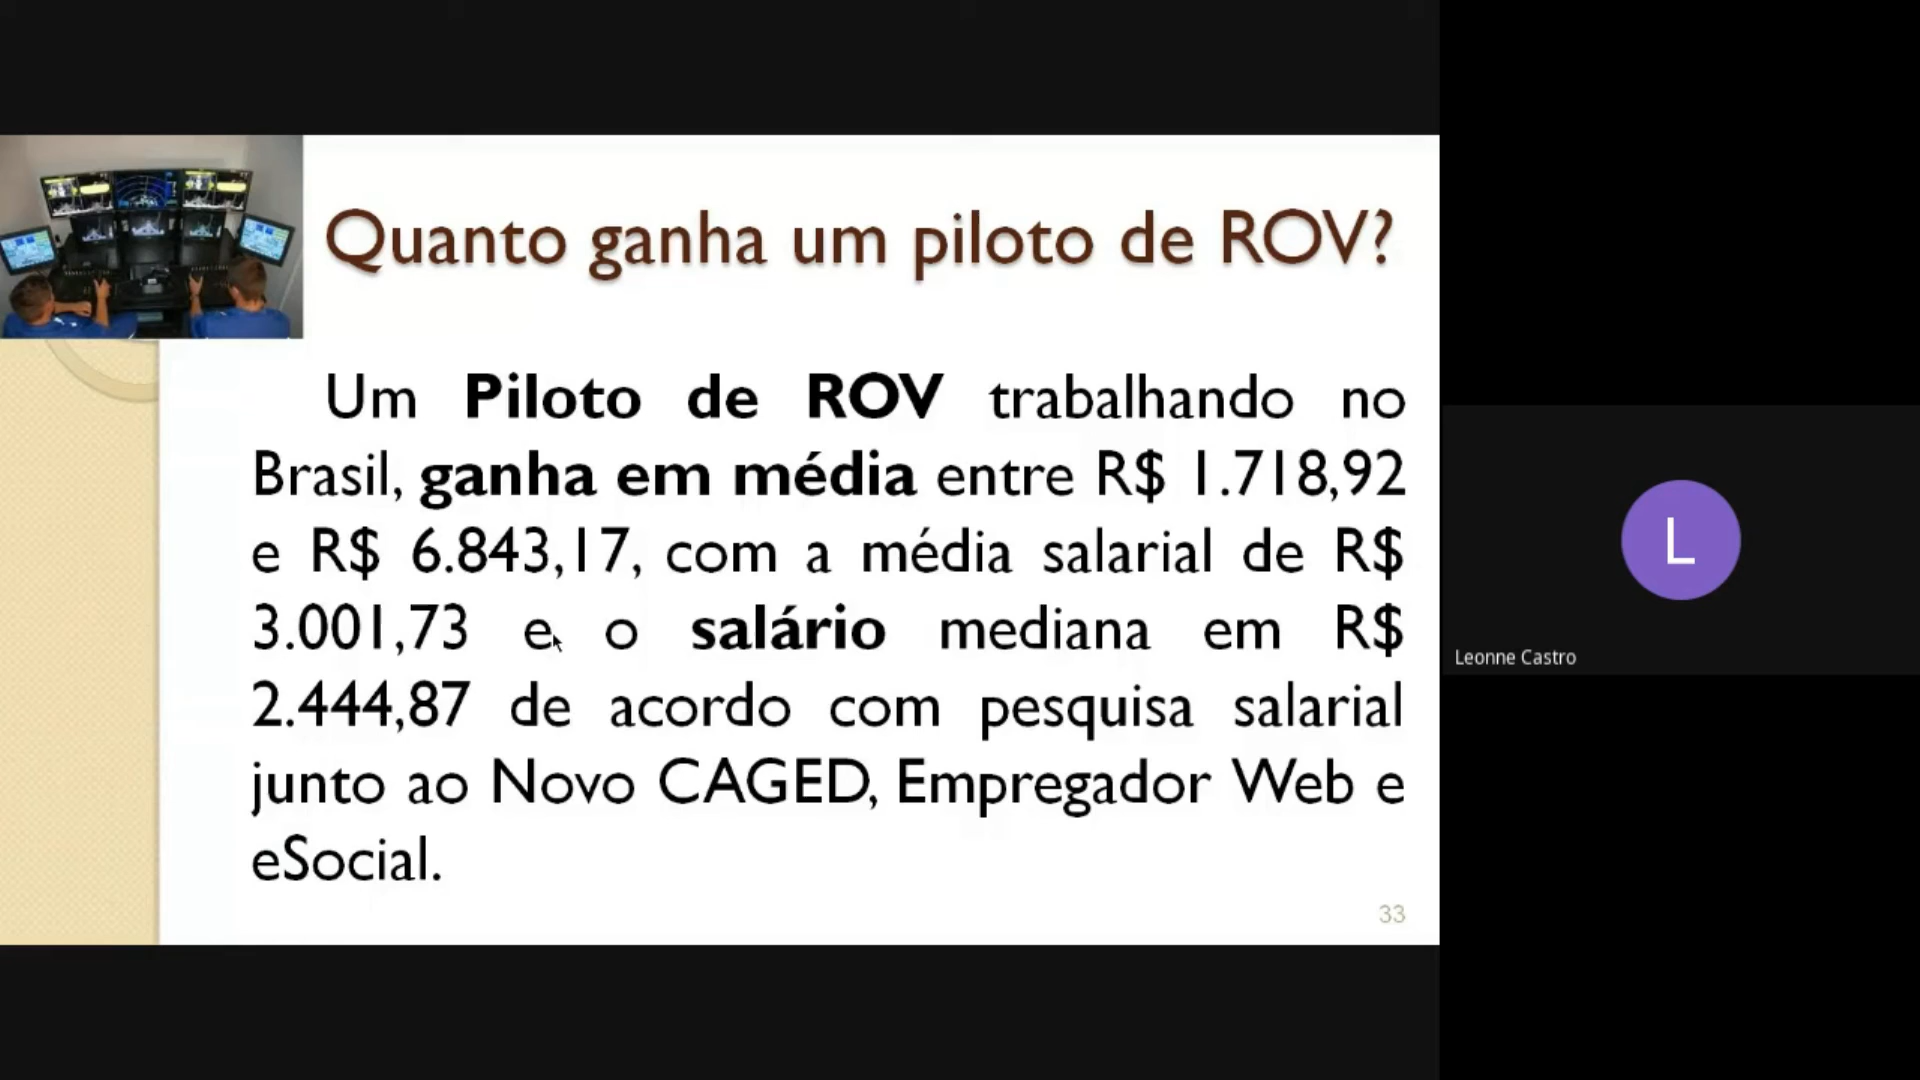 Quanto ganha um piloto de ROV?
Um Piloto de ROV trabalhando no
Brasil, ganha em média entre R$ 1.718,92
e R$ 6.843,17, com a média salarial de R$
3.001,73 e o salário mediana em R$
2.444,87 de acordo com pesquisa salarial
junto ao Novo CAGED, Empregador Web e
eSocial.
33
L
Leonne Castro